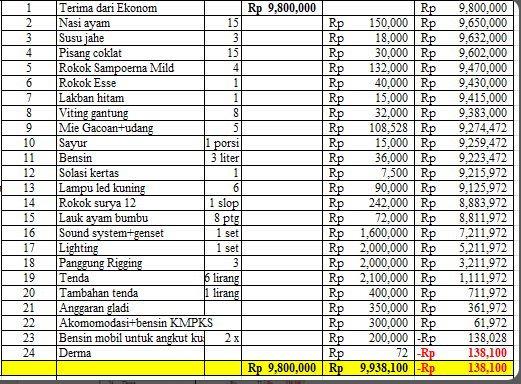 1 Terima dari Ekonom Rp 9,800,000 Rp 9,800,000
2 Nasi ayam 15 Rp 150,000 Rp 9,650,000
3 Susu jahe 3 Rp 18,000 Rp 9,632,000
4 Pisang coklat 15 Rp 30,000 Rp 9,602,000
5 Rokok Sampoerna Mild 4 Rp 132,000 Rp 9,470,000
6 Rokok Esse 1 Rp 40,000 Rp 9,430,000
7 Lakban hitam 1 Rp 15,000 Rp 9,415,000
8 Viting gantung 8 Rp 32,000 Rp 9,383,000
9 Mie Gacoan+udang 5 Rp 108,528 Rp 9,274,472
10 Sayur 1 porsi Rp 15,000 Rp 9,259,472
11 Bensin 3 liter Rp 36,000 Rp 9,223,472
12 Solasi kertas 1 Rp 7,500 Rp 9,215,972
13 Lampu led kuning 6 Rp 90,000 Rp 9,125,972
14 Rokok surya 12 1 slop Rp 242,000 Rp 8,883,972
15 Lauk ayam bumbu 8 ptg Rp 72,000 Rp 8,811,972
16 Sound system+genset 1 set Rp 1,600,000 Rp 7,211,972
17 Lighting 1 set Rp 2,000,000 Rp 5,211,972
18 Panggung Rigging 3 Rp 2,000,000 Rp 3,211,972
19 Tenda 6 lirang Rp 2,100,000 Rp 1,111,972
20 Tambahan tenda 1 lirang Rp 400,000 Rp 711,972
21 Anggaran gladi Rp 350,000 Rp 361,972
22 Akomomodasi+bensin KMPKS Rp 300,000 Rp 61,972
23 Bensin mobil untuk angkut ku 2 x Rp 200,000 -Rp 138,028
24 Derma Rp 72 -Rp 138,100
Rp 9,800,000 Rp 9,938,100 -Rp 138,100